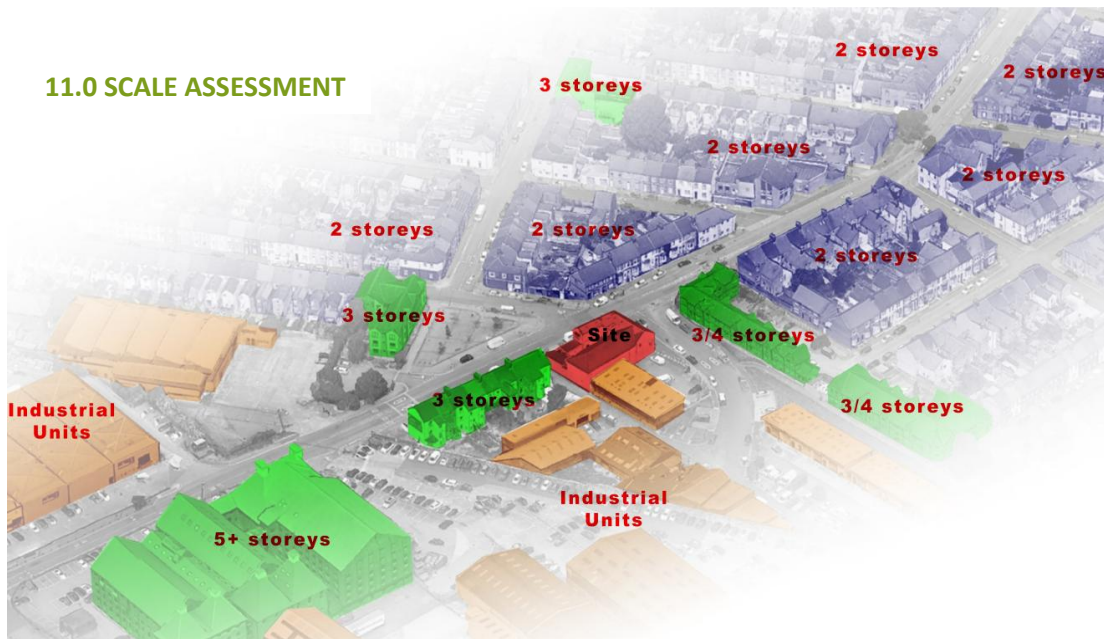 11.0 SCALE ASSESSMENT
2 storeys
2 storeys
3 storeys
2 storeys
2 storeys
2 storeys
2 storeys
2 storeys
3 storeys
Site
3/4 storeys
3 storeys
3/4 storeys
Industrial
Units
Industrial
Units
5+ storeys